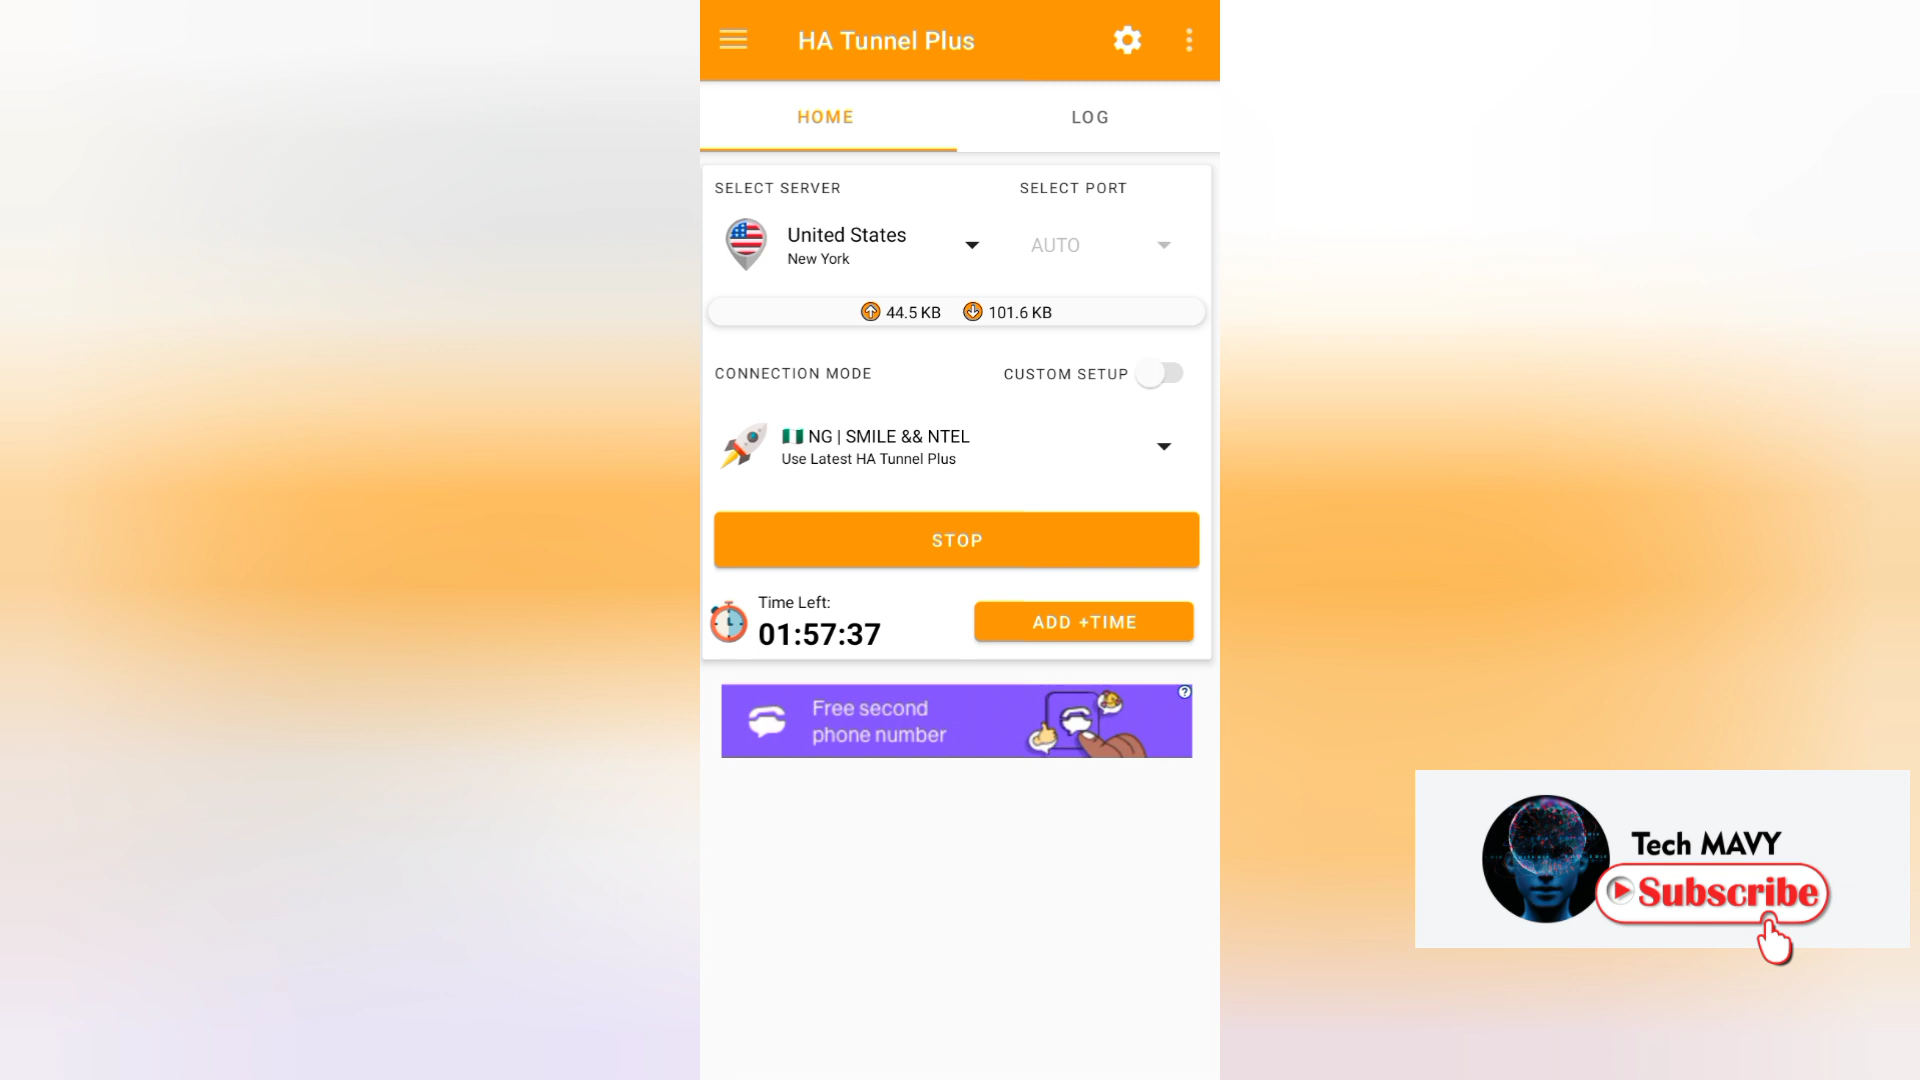 HA Tunnel Plus
HOME
LOG
SELECT SERVER
SELECT PORT
United States
New York
AUTO
44.5 KB
101.6 KB
CONNECTION MODE
CUSTOM SETUP
NG | SMILE && NTEL
Use Latest HA Tunnel Plus
STOP
Time Left:
01:57:37
ADD +TIME
Free second
phone number
?
Tech MAVY
Subscribe